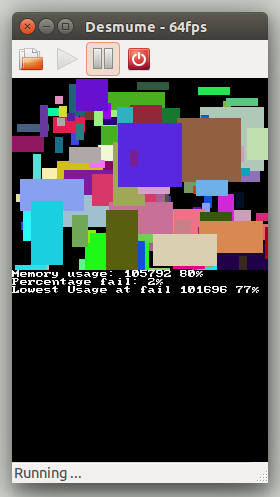 Desmume - 64fps
Memory usage: 105792 80%
Percentage fail: 2%
Lowest Usage at fail 101696 77%
Running ...